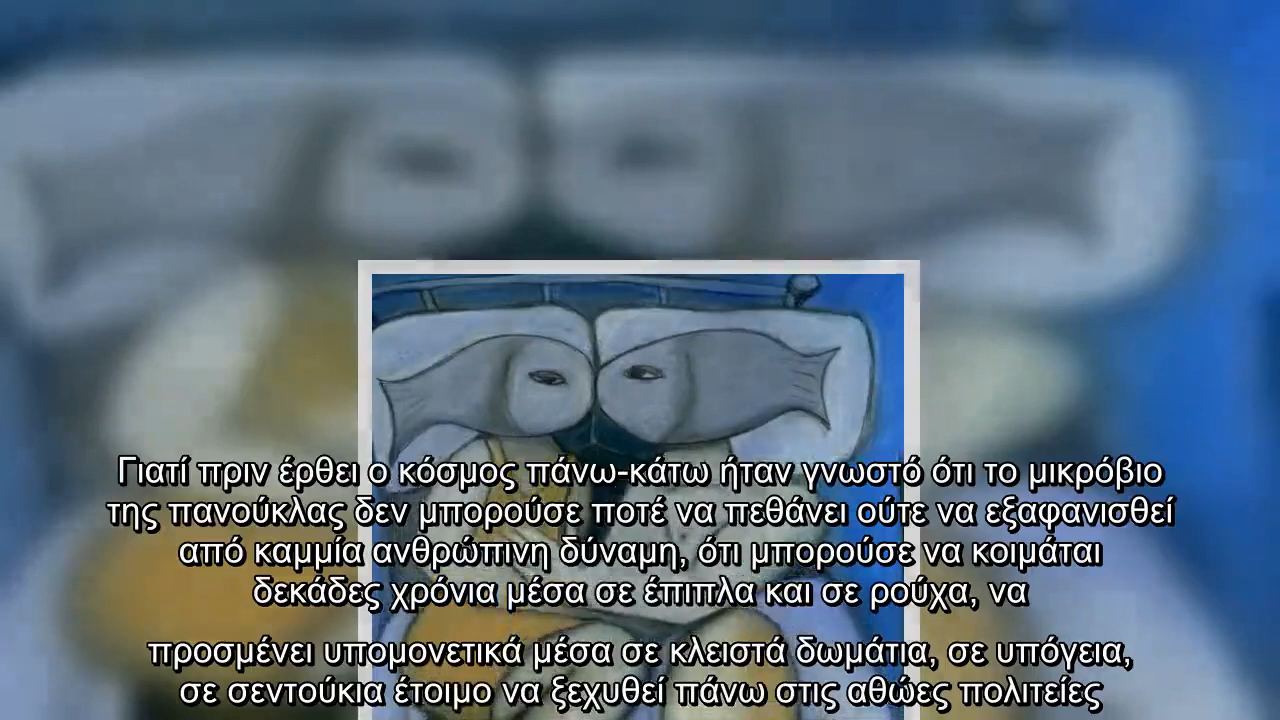 Γιατί πριν έρθει ο κόσμος πάνω-κάτω ήταν γνωστό ότι το μικρόβιο
της πανούκλας δεν μπορούσε ποτέ να πεθάνει ούτε να εξαφανισθεί
από καμμία ανθρώπινη δύναμη, ότι μπορούσε να κοιμάται
δεκάδες χρόνια μέσα σε έπιπλα και σε ρούχα, να
προσμένει υπομονετικά μέσα σε κλειστά δωμάτια, σε υπόγεια,
σε σεντούκια έτοιμο να ξεχυθεί πάνω στις αθώες πολιτείες